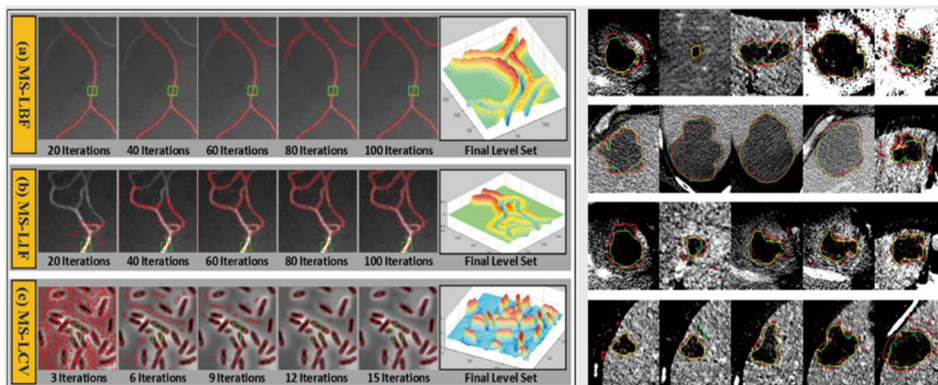 (a) MS-LBF
20 Iterations 40 Iterations 60 Iterations 80 Iterations 100 Iterations Final Level Set
(b) MS-LIF
20 Iterations 40 Iterations 60 Iterations 80 Iterations 100 Iterations Final Level Set
(c) MS-LCV
3 Iterations 6 Iterations 9 Iterations 12 Iterations 15 Iterations Final Level Set